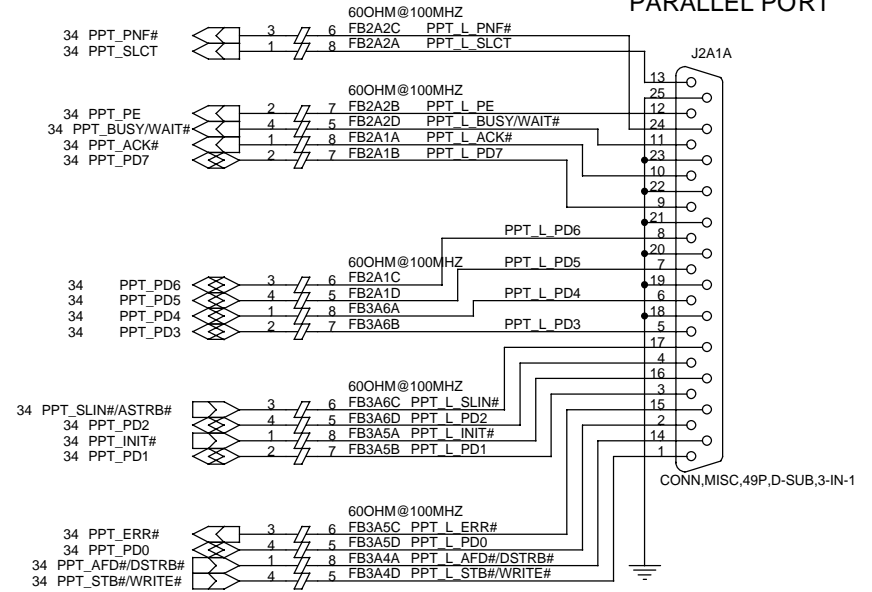 PARALLEL PORT
60OHM@100MHZ
34 PPT_PNF# 3 6 FB2A2C PPT_L_PNF#
34 PPT_SLCT 1 8 FB2A2A PPT_L_SLCT
J2A1A
13
25
60OHM@100MHZ
34 PPT_PE 2 7 FB2A2B PPT_L_PE 12
34 PPT_BUSY/WAIT# 4 5 FB2A2D PPT_L_BUSY/WAIT# 24
34 PPT_ACK# 1 8 FB2A1A PPT_L_ACK# 11
34 PPT_PD7 2 7 FB2A1B PPT_L_PD7 23
10
22
9
21
PPT_L_PD6 8
20
60OHM@100MHZ PPT_L_PD5 7
34 PPT_PD6 3 6 FB2A1C 19
34 PPT_PD5 4 5 FB2A1D PPT_L_PD4 6
34 PPT_PD4 1 8 FB3A6A 18
34 PPT_PD3 2 7 FB3A6B PPT_L_PD3 5
17
4
16
60OHM@100MHZ 3
34 PPT_SLIN#/ASTRB# 3 6 FB3A6C PPT_L_SLIN# 15
34 PPT_PD2 4 5 FB3A6D PPT_L_PD2 2
34 PPT_INIT# 1 8 FB3A5A PPT_L_INIT# 14
34 PPT_PD1 2 7 FB3A5B PPT_L_PD1 1
CONN,MISC,49P,D-SUB,3-IN-1
60OHM@100MHZ
34 PPT_ERR# 3 6 FB3A5C PPT_L_ERR#
34 PPT_PD0 4 5 FB3A5D PPT_L_PD0
34 PPT_AFD#/DSTRB# 1 8 FB3A4A PPT_L_AFD#/DSTRB#
34 PPT_STB#/WRITE# 4 5 FB3A4D PPT_L_STB#/WRITE#